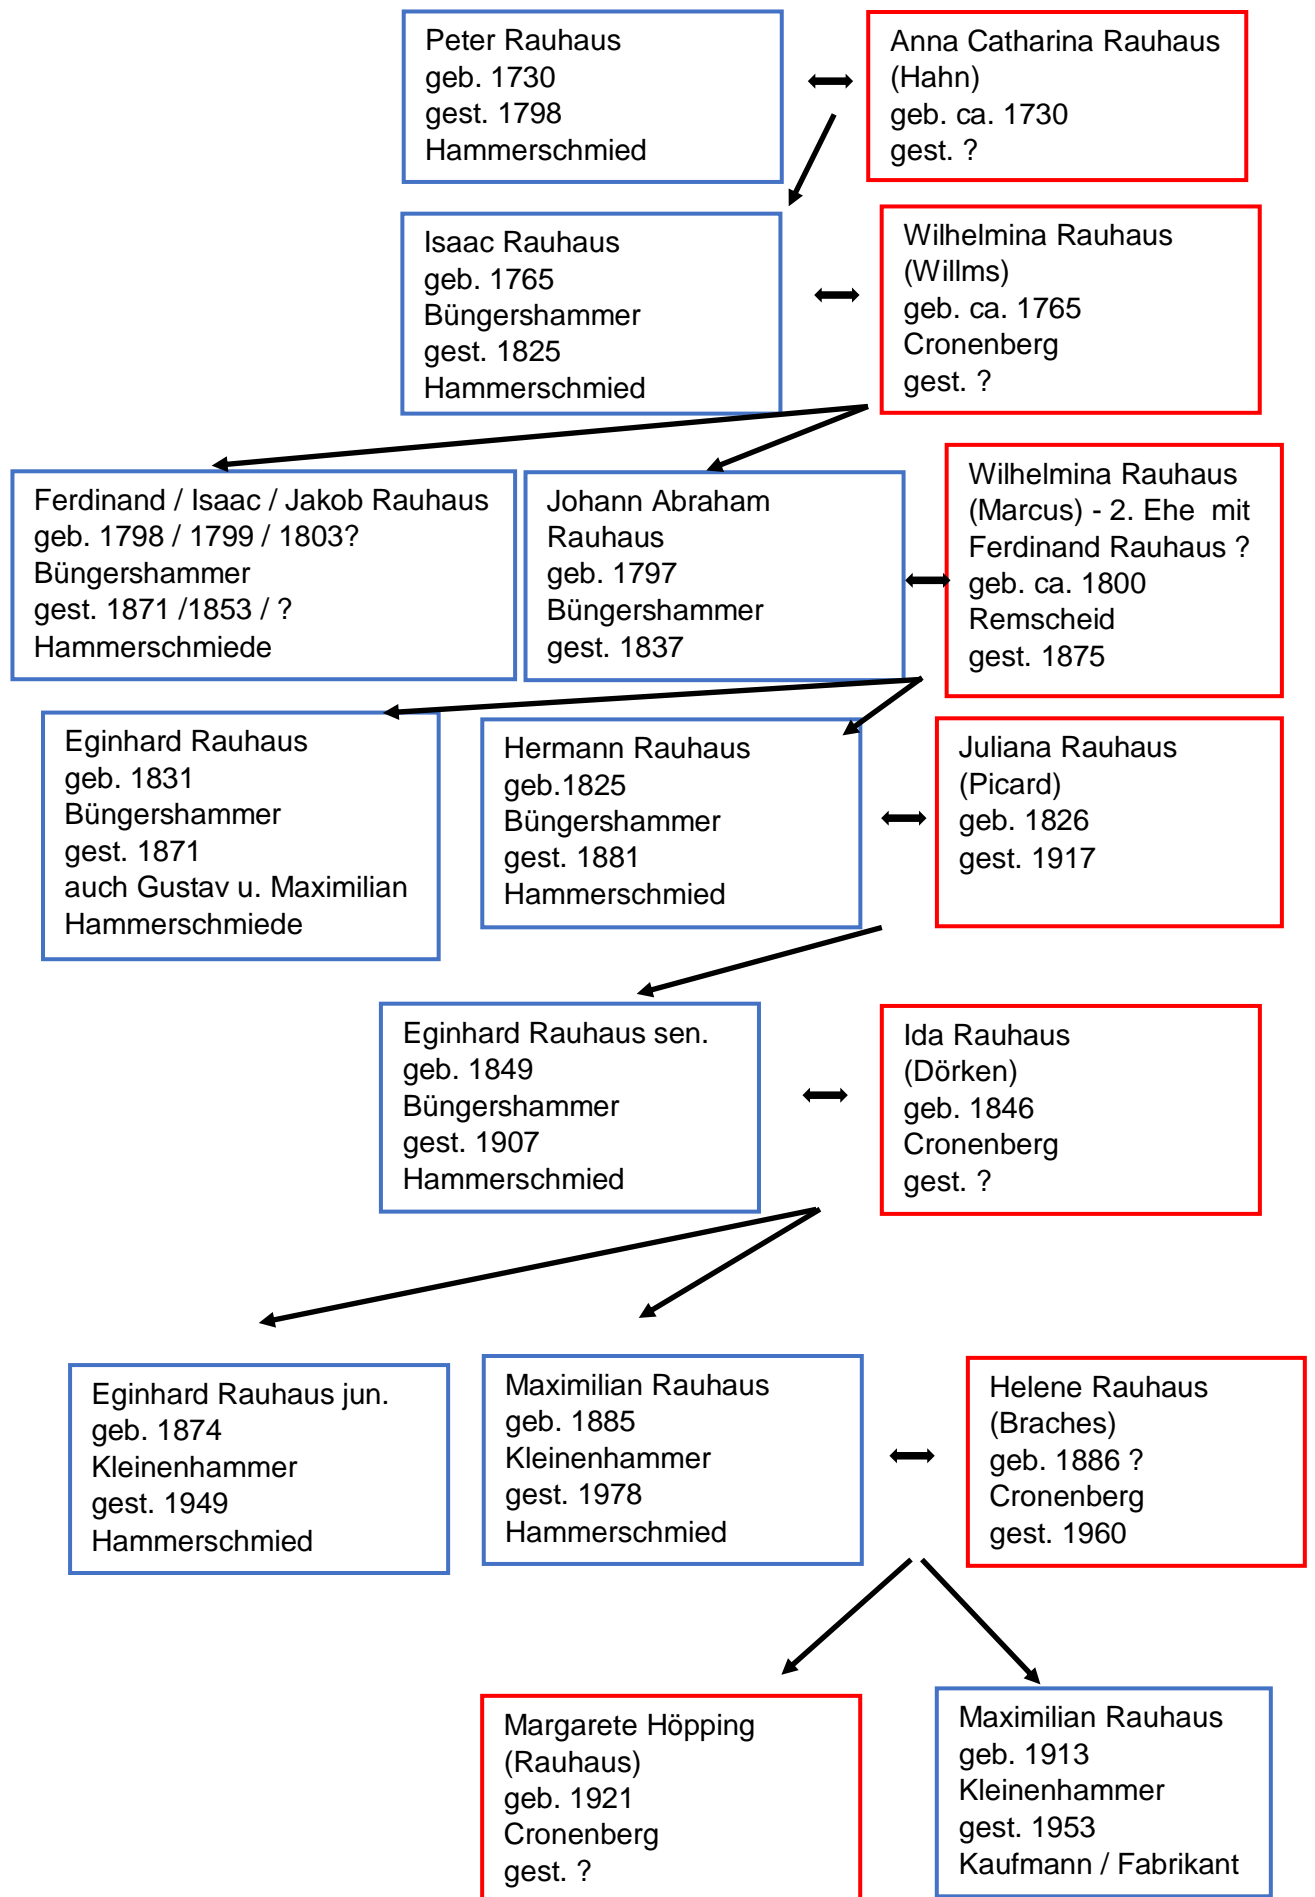 Peter Rauhaus
geb. 1730
gest. 1798
Hammerschmied
Anna Catharina Rauhaus
(Hahn)
geb. ca. 1730
gest. ?
Isaac Rauhaus
geb. 1765
Büngershammer
gest. 1825
Hammerschmied
Wilhelmina Rauhaus
(Willms)
geb. ca. 1765
Cronenberg
gest. ?
Ferdinand / Isaac / Jakob Rauhaus
geb. 1798 / 1799 / 1803?
Büngershammer
gest. 1871 /1853 / ?
Hammerschmiede
Johann Abraham
Rauhaus
geb. 1797
Büngershammer
gest. 1837
Wilhelmina Rauhaus
(Marcus) - 2. Ehe mit
Ferdinand Rauhaus ?
geb. ca. 1800
Remscheid
gest. 1875
Eginhard Rauhaus
geb. 1831
Büngershammer
gest. 1871
auch Gustav u. Maximilian
Hammerschmiede
Hermann Rauhaus
geb.1825
Büngershammer
gest. 1881
Hammerschmied
Juliana Rauhaus
(Picard)
geb. 1826
gest. 1917
Eginhard Rauhaus sen.
geb. 1849
Büngershammer
gest. 1907
Hammerschmied
Ida Rauhaus
(Dörken)
geb. 1846
Cronenberg
gest. ?
Eginhard Rauhaus jun.
geb. 1874
Kleinenhammer
gest. 1949
Hammerschmied
Maximilian Rauhaus
geb. 1885
Kleinenhammer
gest. 1978
Hammerschmied
Helene Rauhaus
(Braches)
geb. 1886 ?
Cronenberg
gest. 1960
Margarete Höpping
(Rauhaus)
geb. 1921
Cronenberg
gest. ?
Maximilian Rauhaus
geb. 1913
Kleinenhammer
gest. 1953
Kaufmann / Fabrikant